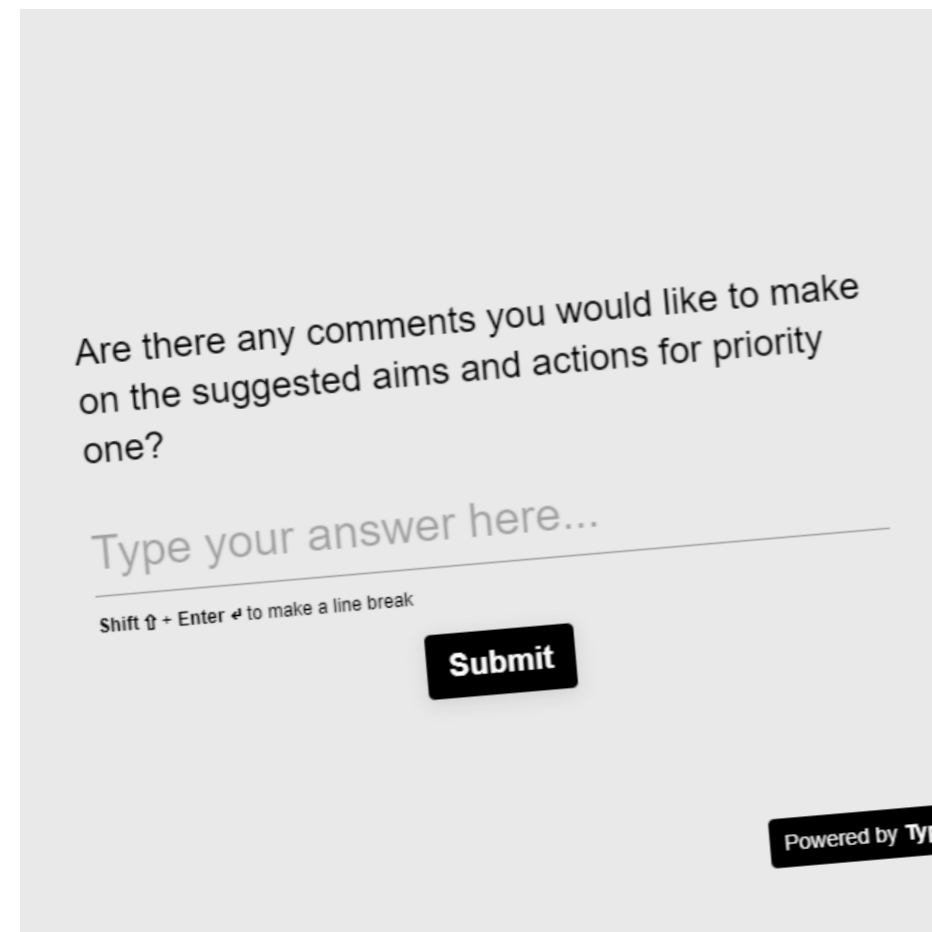 Are there any comments you would like to make
on the suggested aims and actions for priority
one?
Type your answer here...
Shift ⇧ + Enter ↵ to make a line break
Submit
Powered by